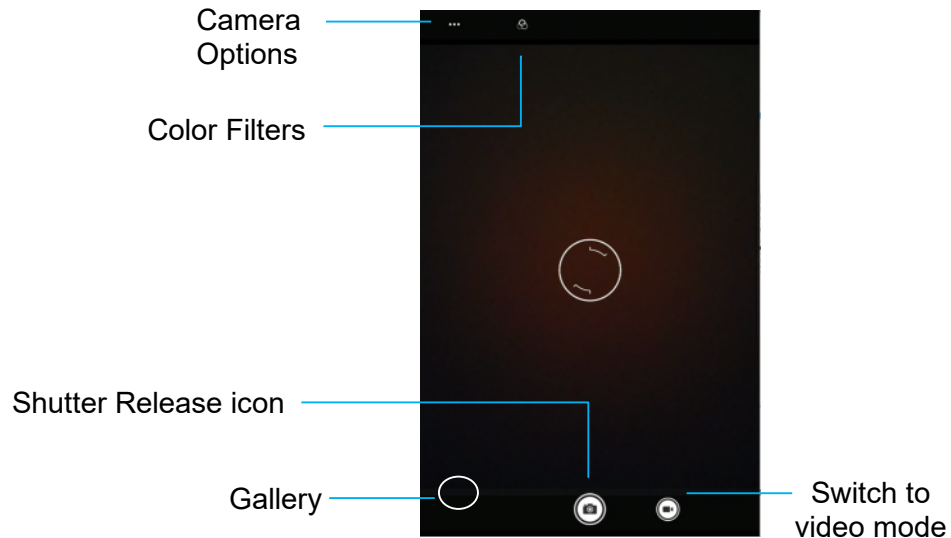 Camera
Options
Color Filters
Shutter Release icon
Gallery
Switch to
video mode